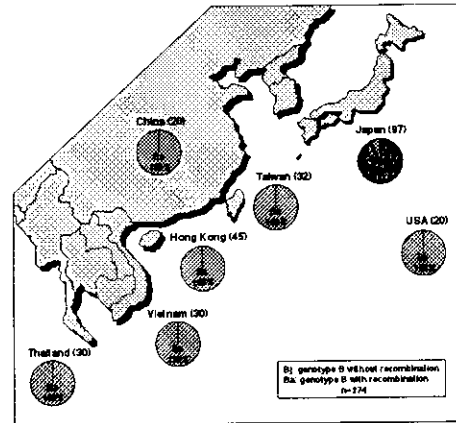 China (20)
Japan (97)
Taiwan (32)
USA (20)
Hong Kong (45)
Vietnam (30)
Thailand (30)
Bj: genotype B without recombination
Ba: genotype B with recombination
n=274